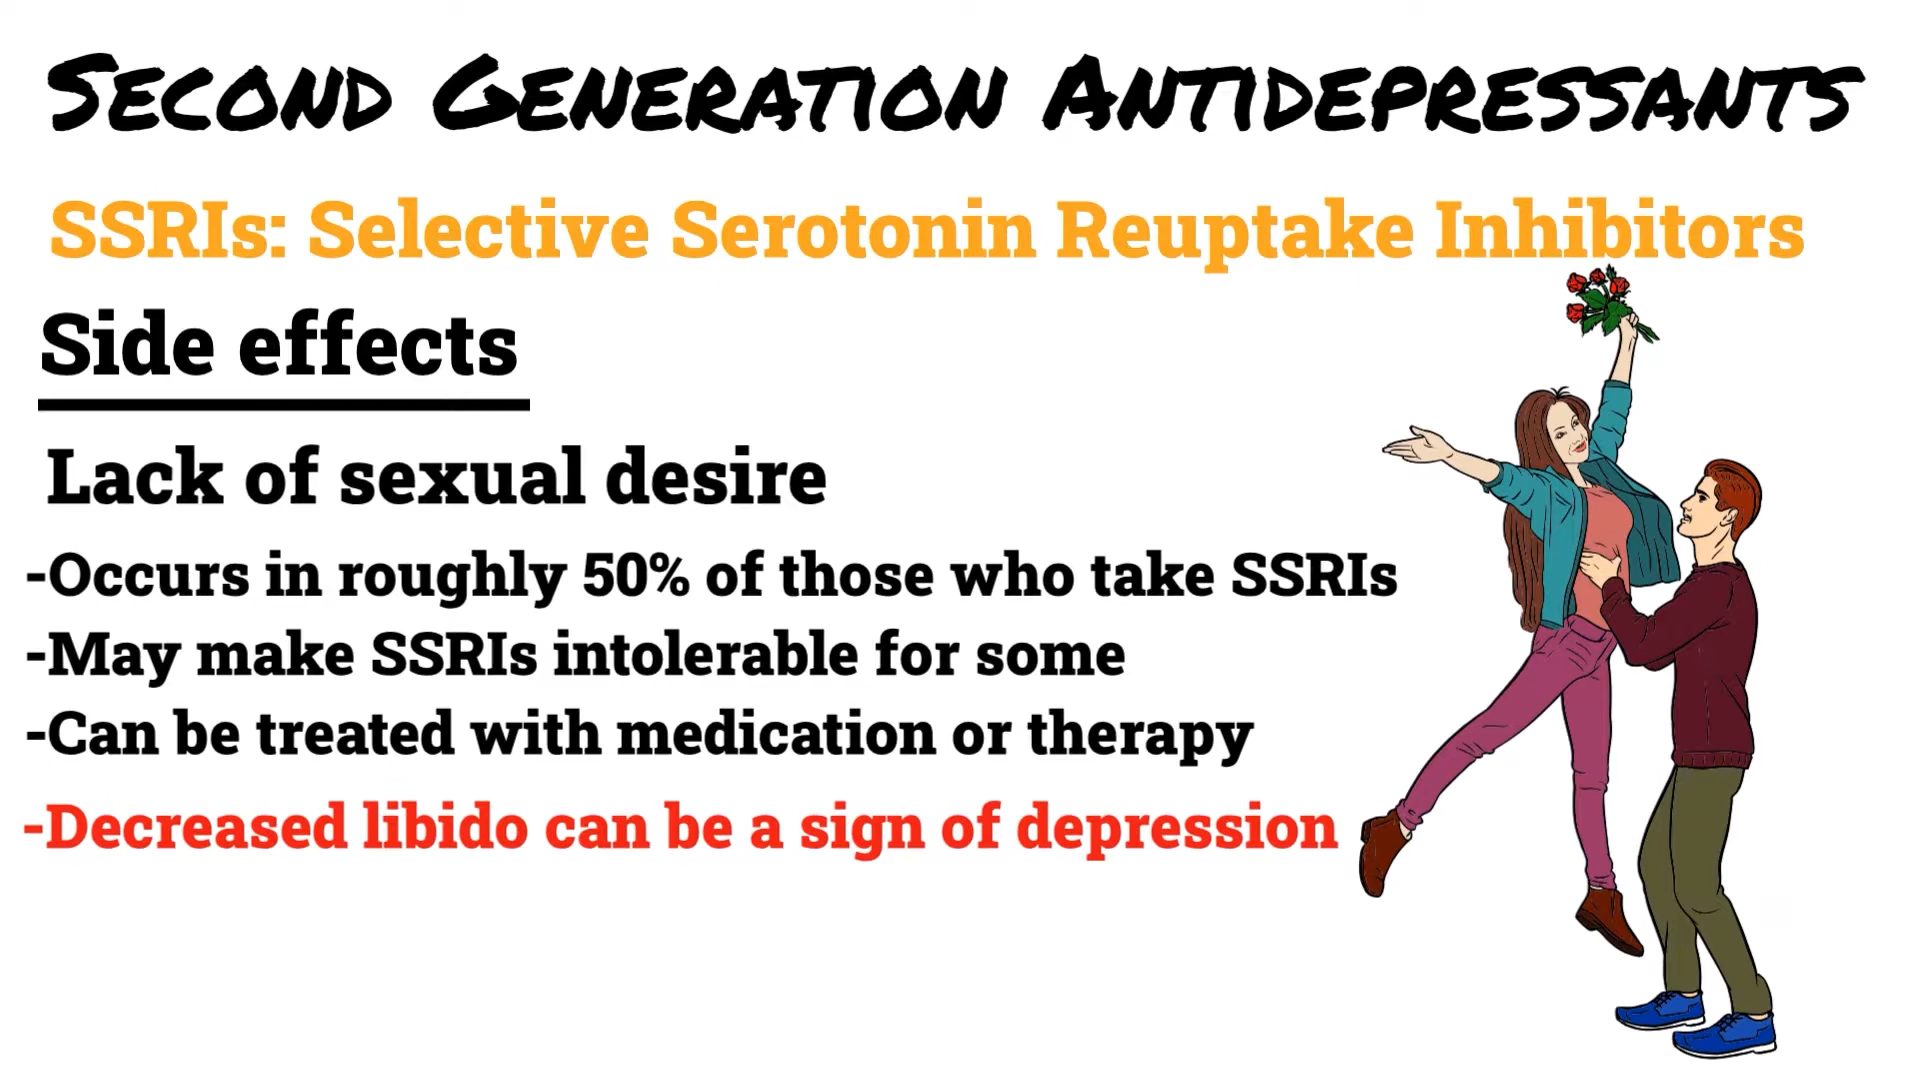 Second Generation Antidepressants
SSRIs: Selective Serotonin Reuptake Inhibitors
Side effects
Lack of sexual desire
-Occurs in roughly 50% of those who take SSRIs
-May make SSRIs intolerable for some
-Can be treated with medication or therapy
-Decreased libido can be a sign of depression